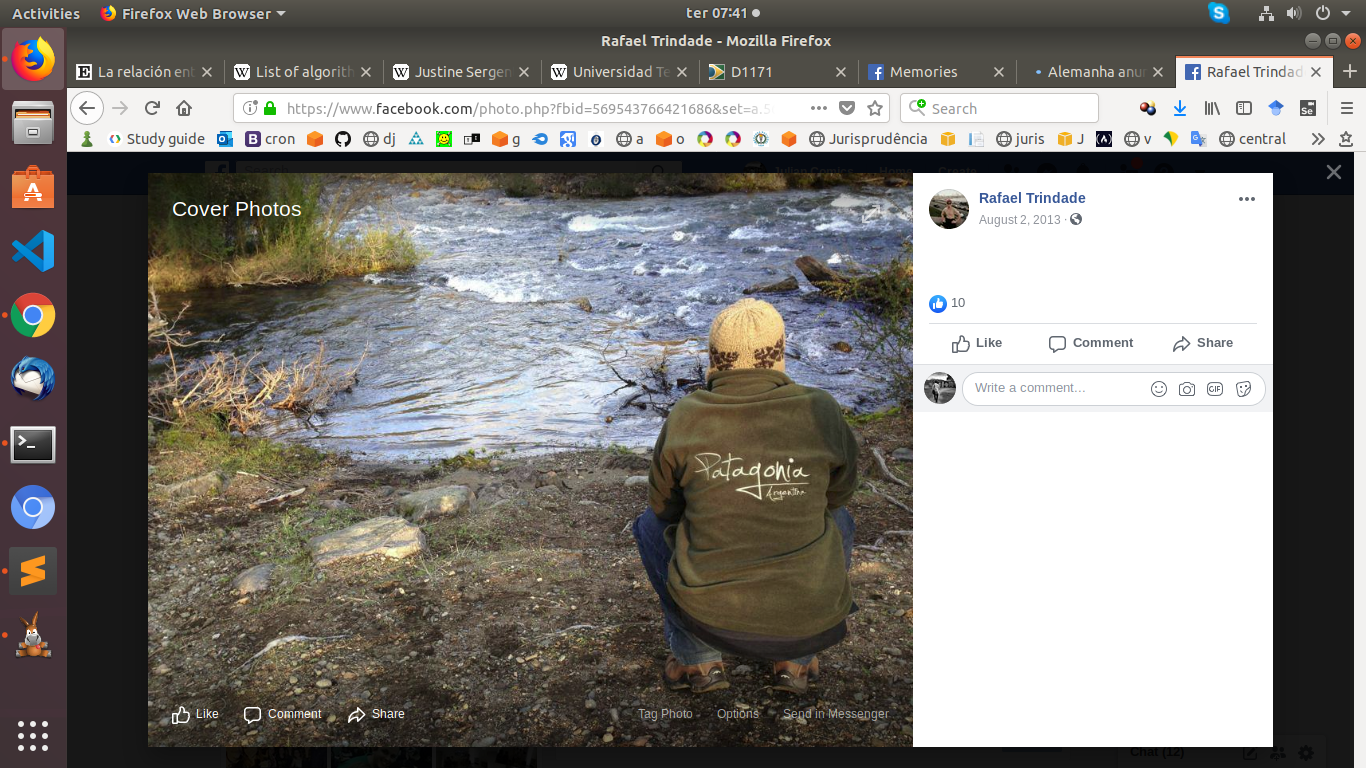 Activities
Firefox Web Browser
ter 07:41
Rafael Trindade - Mozilla Firefox
La relación ent
List of algorith
Justine Sergen
Universidad Te
D1171
Memories
Alemanha anun
Rafael Trindad
https://www.facebook.com/photo.php?fbid=569543766421686&set=a.5
Search
Study guide
cron
dj
g
a
o
Jurisprudência
juris
J
v
central
Cover Photos
Patagonia
Argentina
Like
Comment
Share
Tag Photo
Options
Send in Messenger
Rafael Trindade
August 2, 2013 ·
10
Like
Comment
Share
Write a comment...
GIF
Chat (12)